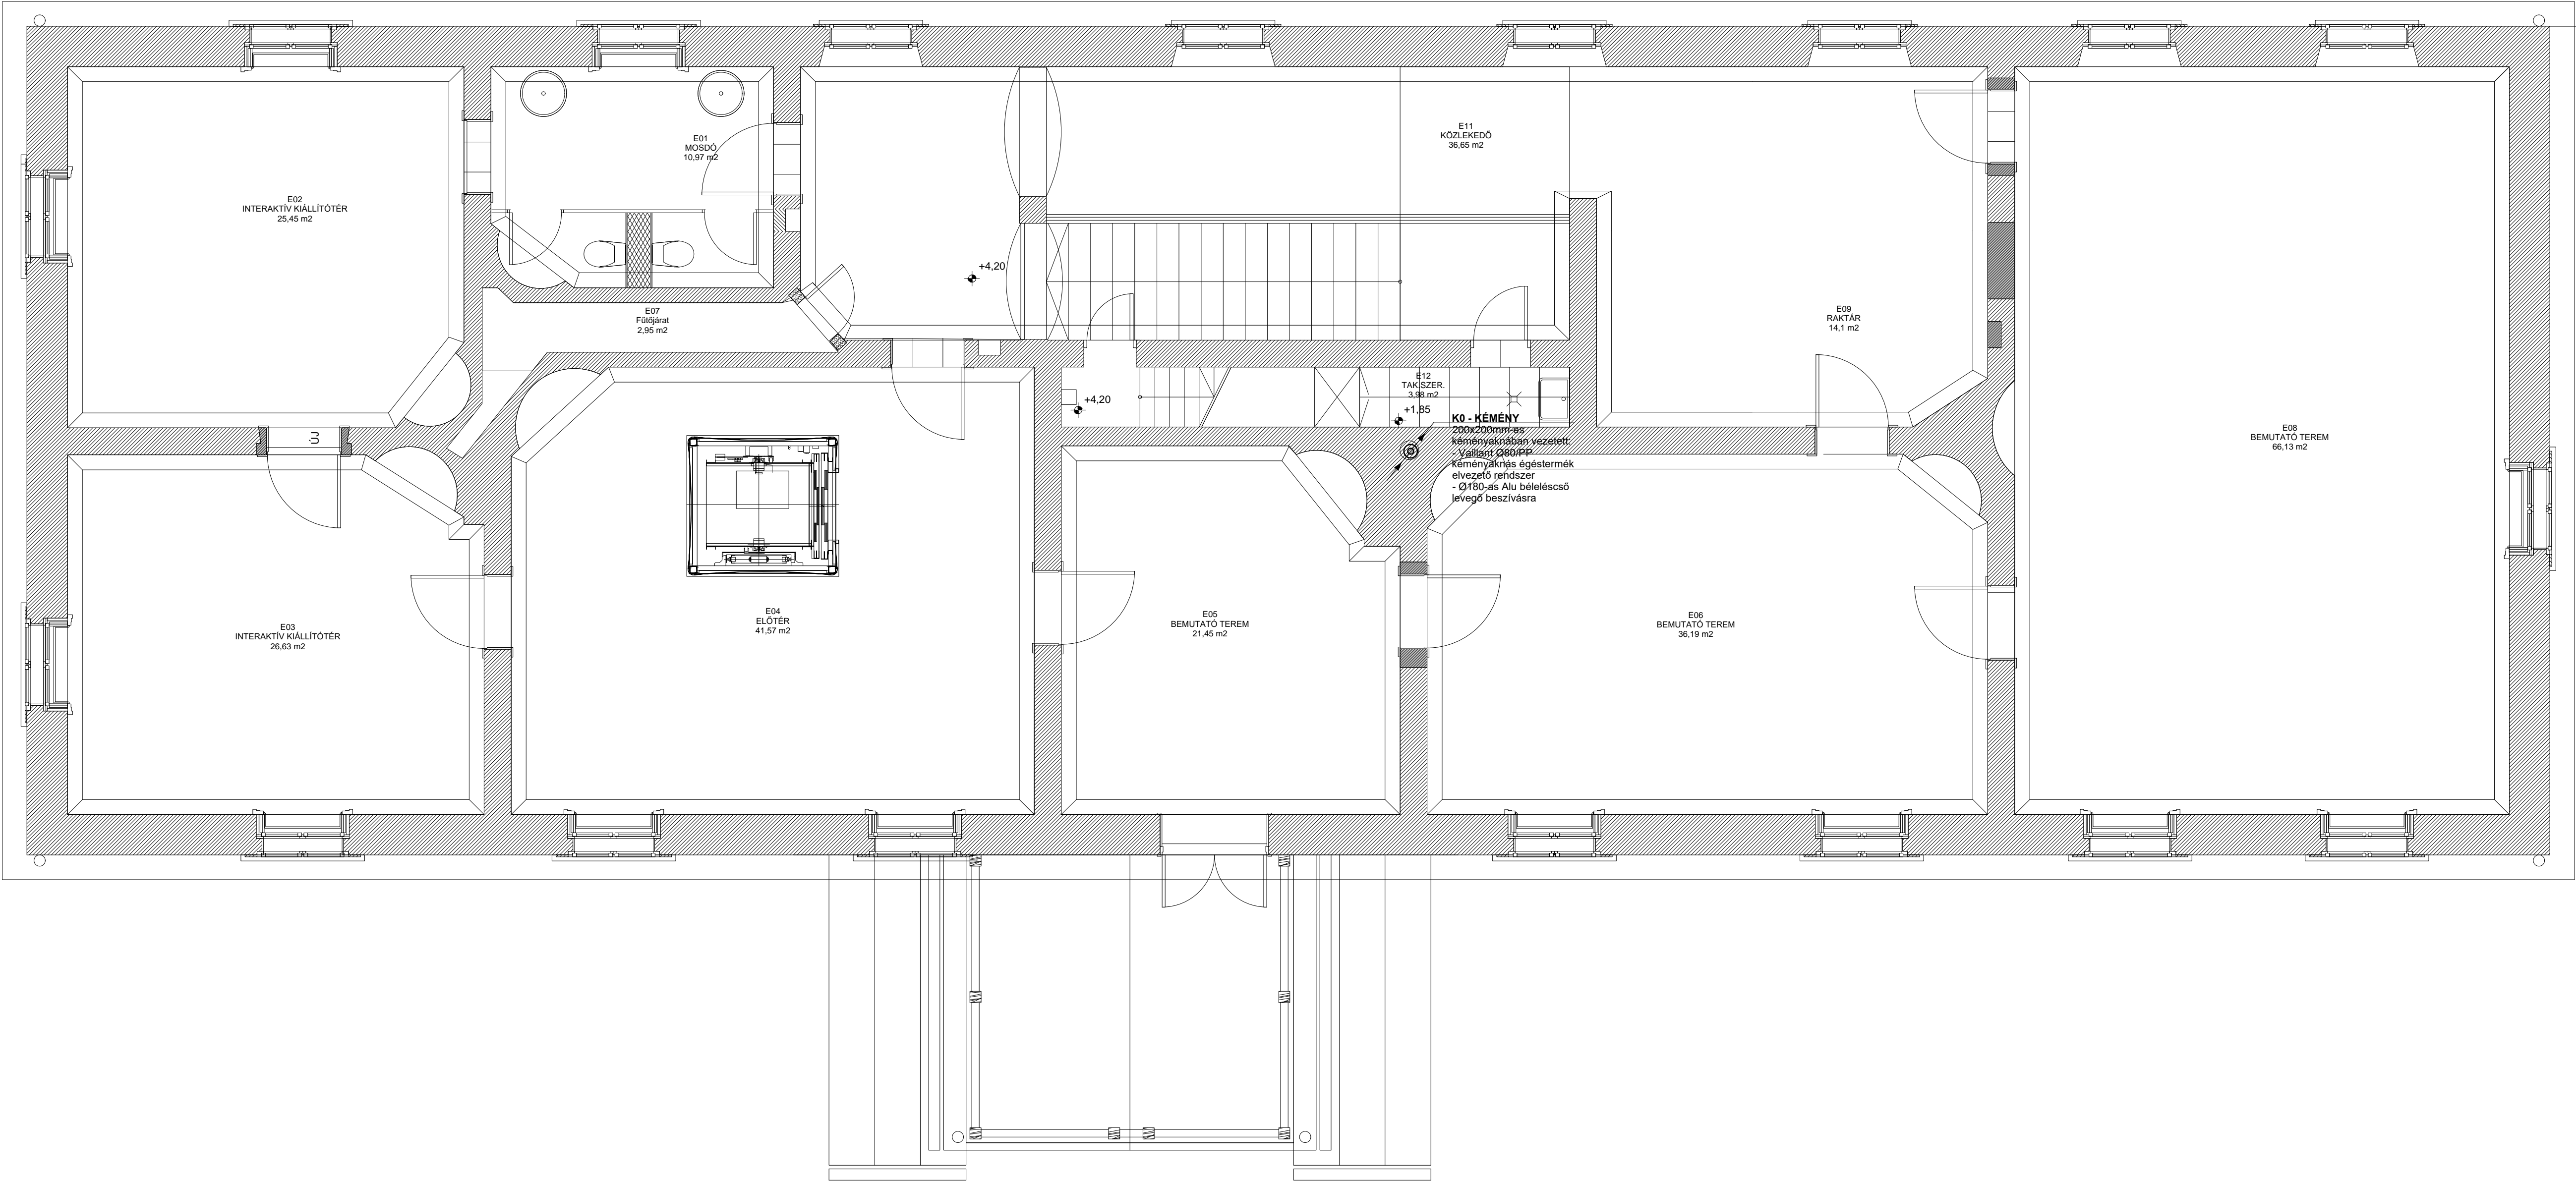 E01
MOSDÓ
10,97 m2
E11
KÖZLEKEDŐ
36,65 m2
E02
INTERAKTÍV KIÁLLÍTÓTÉR
25,45 m2
+4,20
E07
Fűtőjárat
2,95 m2
E09
RAKTÁR
14,1 m2
E12
TAK.SZER.
3,98 m2
+4,20
+1,85
K0 - KÉMÉNY
200x200mm-es
kéményaknában vezetett:
- Vaillant Ø80/PP
kéményaknás égéstermék
elvezető rendszer
- Ø180-as Alu béleléscső
levegő beszívásra
E08
BEMUTATÓ TEREM
66,13 m2
E03
INTERAKTÍV KIÁLLÍTÓTÉR
26,63 m2
E04
ELŐTÉR
41,57 m2
E05
BEMUTATÓ TEREM
21,45 m2
E06
BEMUTATÓ TEREM
36,19 m2